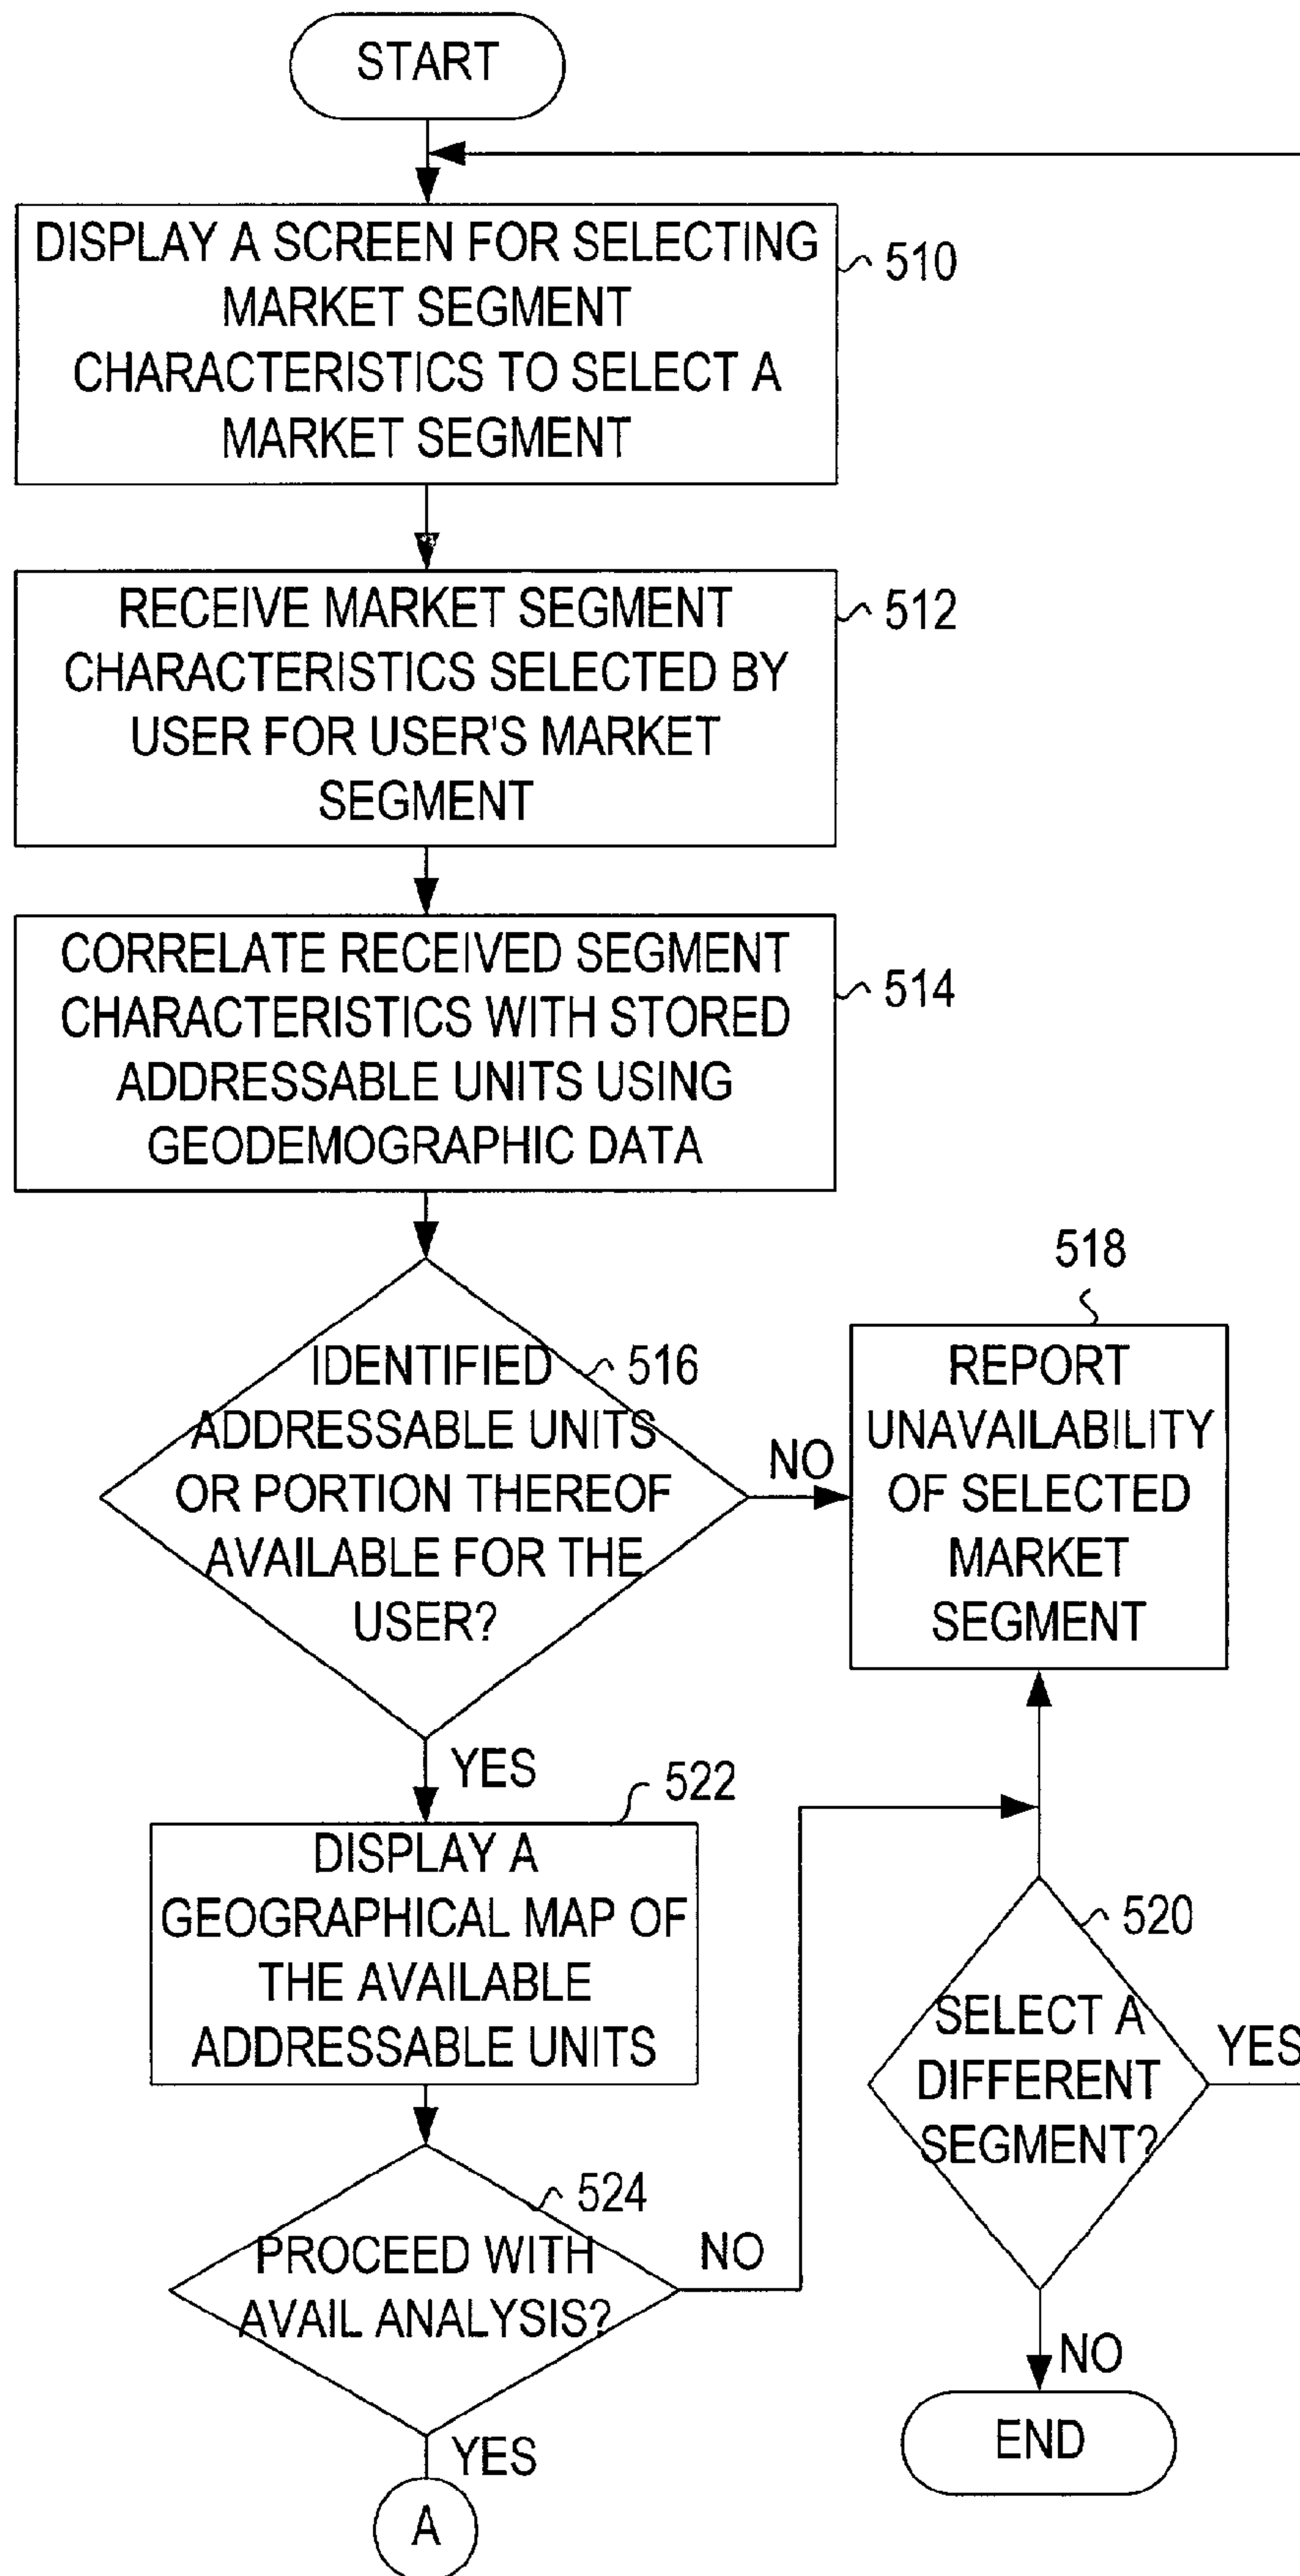 START
DISPLAY A SCREEN FOR SELECTING
MARKET SEGMENT
CHARACTERISTICS TO SELECT A
MARKET SEGMENT
510
RECEIVE MARKET SEGMENT
CHARACTERISTICS SELECTED BY
USER FOR USER'S MARKET
SEGMENT
512
CORRELATE RECEIVED SEGMENT
CHARACTERISTICS WITH STORED
ADDRESSABLE UNITS USING
GEODEMOGRAPHIC DATA
514
IDENTIFIED
ADDRESSABLE UNITS
OR PORTION THEREOF
AVAILABLE FOR THE
USER?
516
NO
518
REPORT
UNAVAILABILITY
OF SELECTED
MARKET
SEGMENT
YES
522
DISPLAY A
GEOGRAPHICAL MAP OF
THE AVAILABLE
ADDRESSABLE UNITS
520
SELECT A
DIFFERENT
SEGMENT?
YES
524
PROCEED WITH
AVAIL ANALYSIS?
NO
NO
END
YES
A